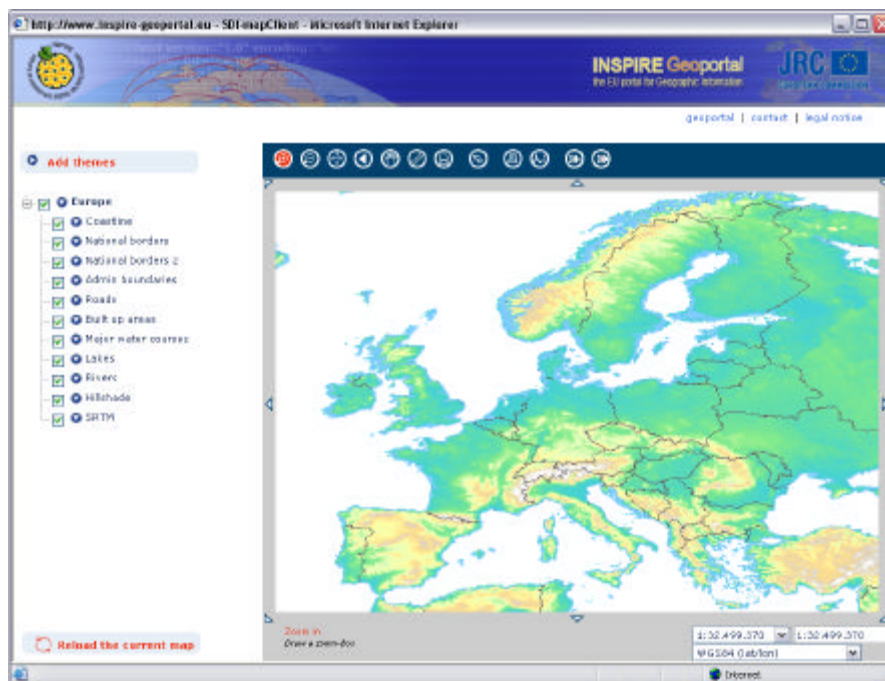 http://www.inspire-geoportal.eu - SDI-mapClient - Microsoft Internet Explorer
INSPIRE Geoportal
the EU portal for Geographic Information
JRC
EUROPEAN COMMISSION
geoportal | contact | legal notice
Add themes
Europe
Coastline
National borders
National borders 2
Admin boundaries
Roads
Built up areas
Major water courses
Lakes
Rivers
Hillshade
SRTM
Reload the current map
Zoom in
Draw a zoom-box
1:32.499.370
1:32.499.370
WGS84 (lat/lon)
Internet